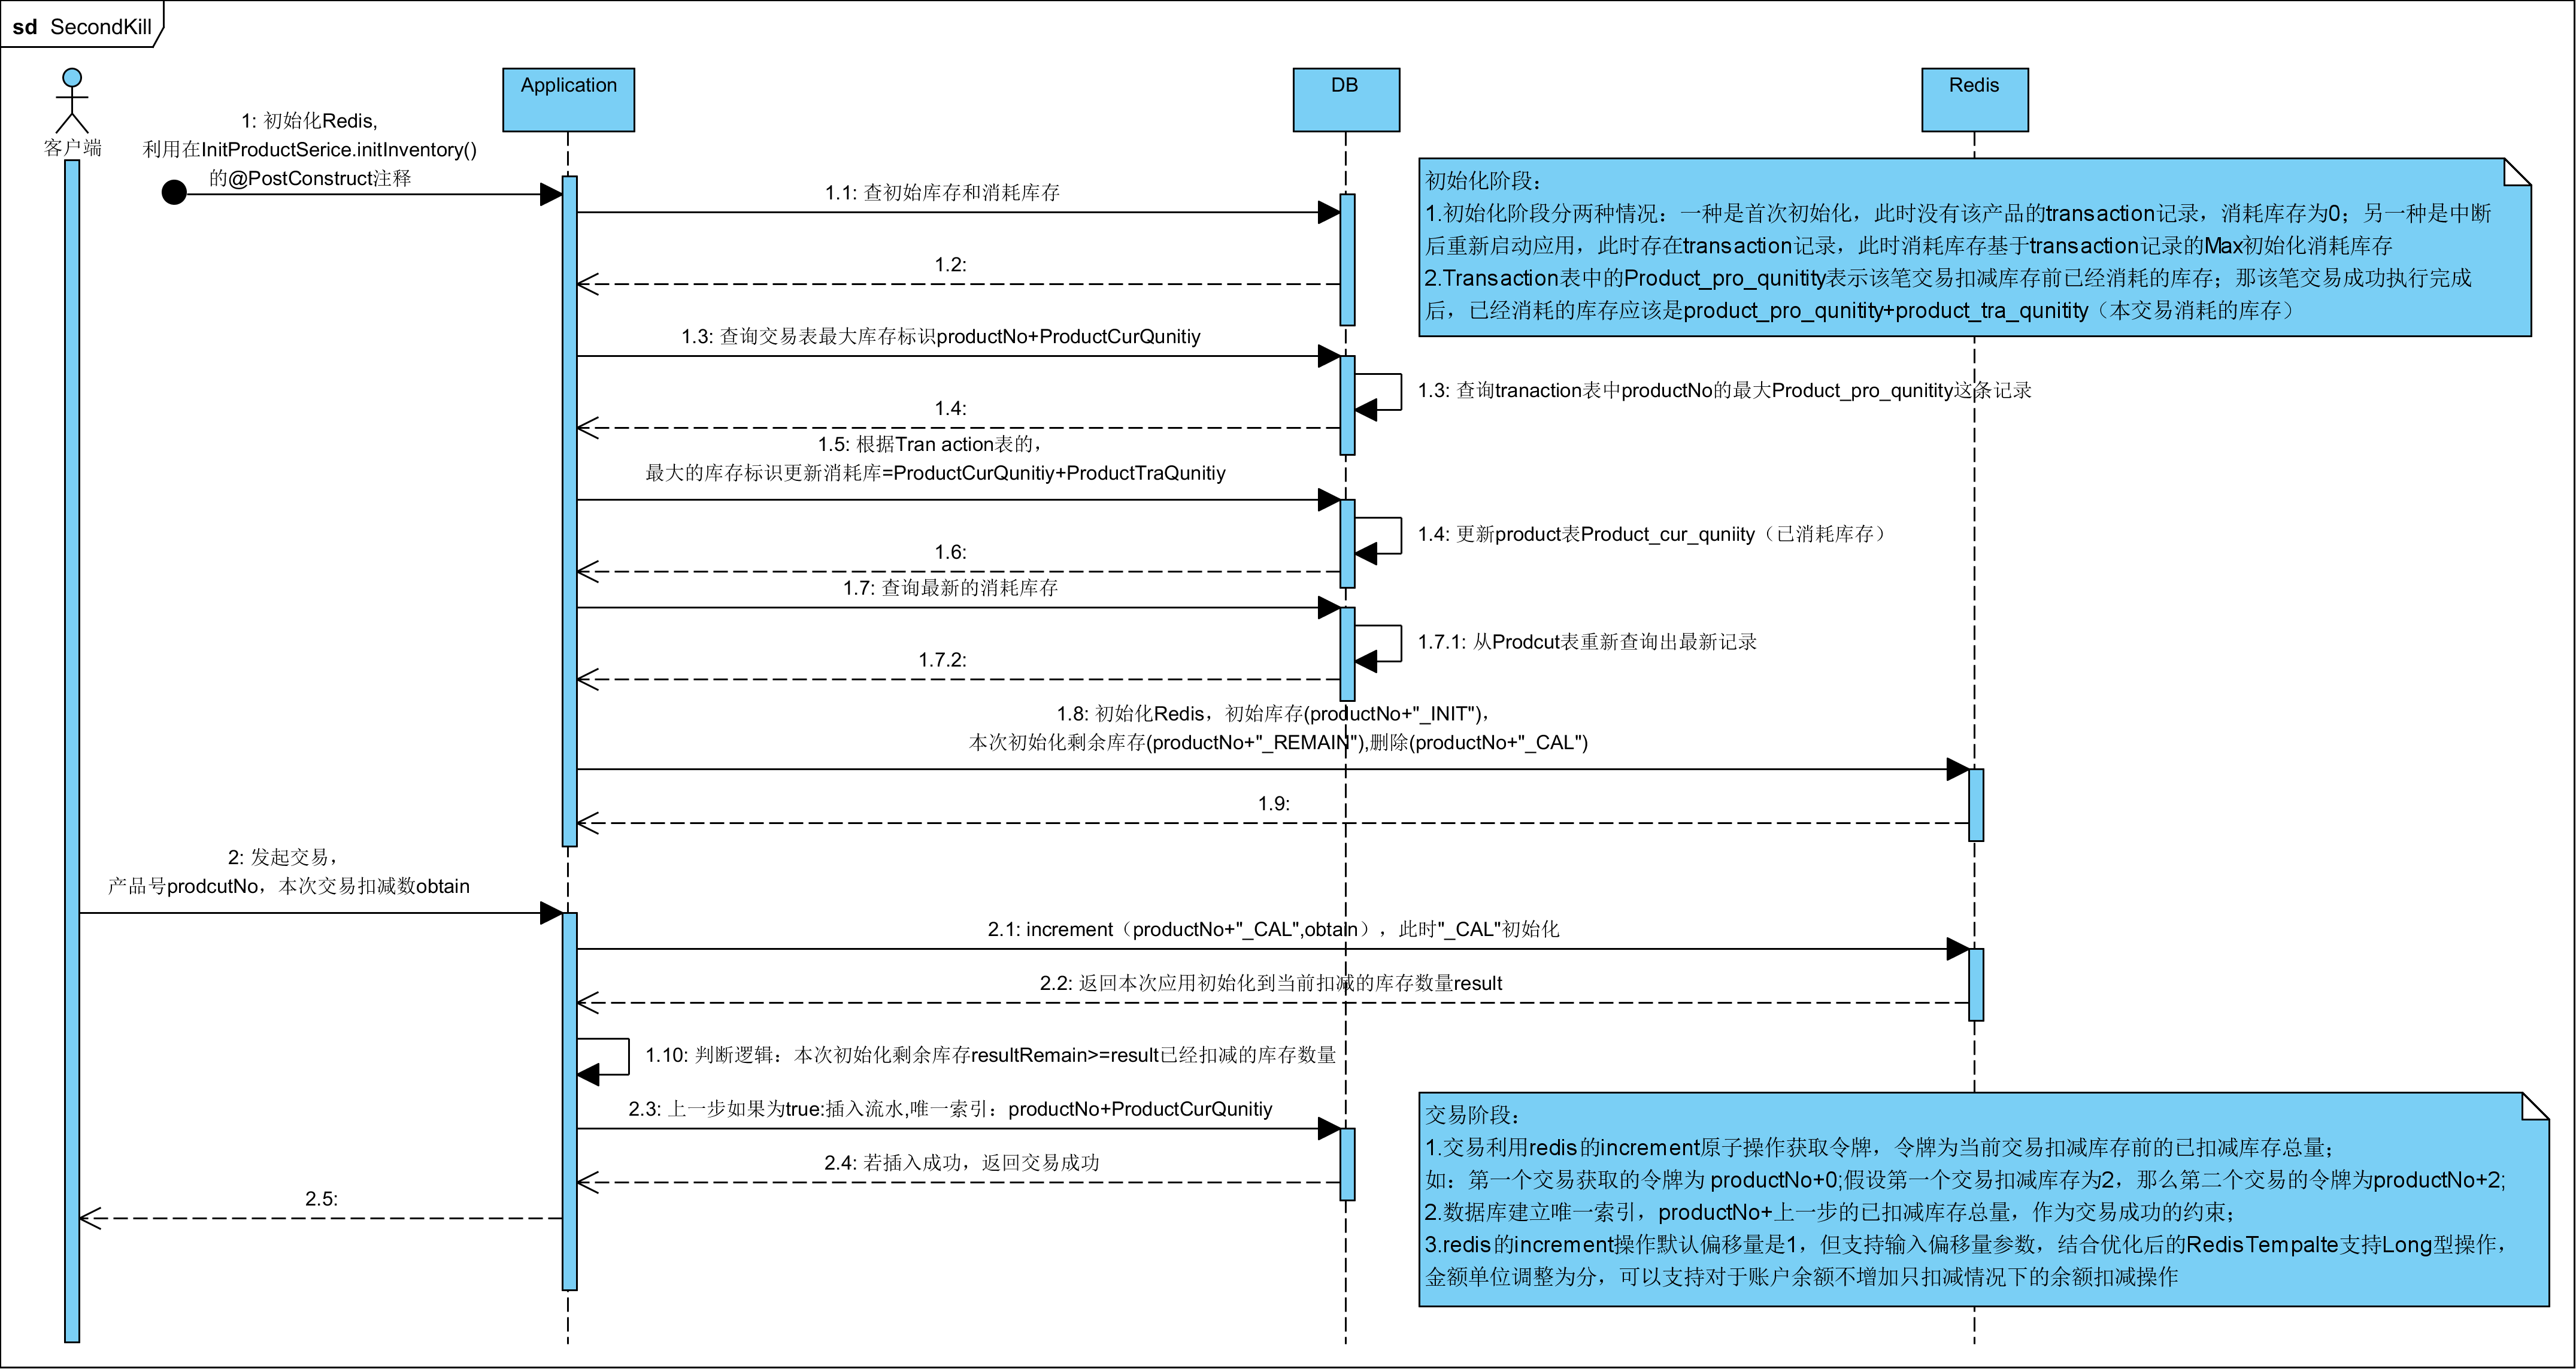 sd SecondKill
客户端
Application
DB
Redis
1: 初始化Redis,
利用在InitProductSerice.initInventory()
的@PostConstruct注释
1.1: 查初始库存和消耗库存
初始化阶段：
1.初始化阶段分两种情况：一种是首次初始化，此时没有该产品的transaction记录，消耗库存为0；另一种是中断
后重新启动应用，此时存在transaction记录，此时消耗库存基于transaction记录的Max初始化消耗库存
2.Transaction表中的Product_pro_qunitity表示该笔交易扣减库存前已经消耗的库存；那该笔交易成功执行完成
后，已经消耗的库存应该是product_pro_qunitity+product_tra_qunitity（本交易消耗的库存）
1.2:
1.3: 查询交易表最大库存标识productNo+ProductCurQunitiy
1.3: 查询tranaction表中productNo的最大Product_pro_qunitity这条记录
1.4:
1.5: 根据Tran action表的，
最大的库存标识更新消耗库=ProductCurQunitiy+ProductTraQunitiy
1.4: 更新product表Product_cur_quniity（已消耗库存）
1.6:
1.7: 查询最新的消耗库存
1.7.1: 从Prodcut表重新查询出最新记录
1.7.2:
1.8: 初始化Redis，初始库存(productNo+"_INIT")，
本次初始化剩余库存(productNo+"_REMAIN"),删除(productNo+"_CAL")
1.9:
2: 发起交易，
产品号prodcutNo，本次交易扣减数obtain
2.1: increment（productNo+"_CAL",obtain），此时"_CAL"初始化
2.2: 返回本次应用初始化到当前扣减的库存数量result
1.10: 判断逻辑：本次初始化剩余库存resultRemain>=result已经扣减的库存数量
2.3: 上一步如果为true:插入流水,唯一索引：productNo+ProductCurQunitiy
2.4: 若插入成功，返回交易成功
2.5:
交易阶段：
1.交易利用redis的increment原子操作获取令牌，令牌为当前交易扣减库存前的已扣减库存总量；
如：第一个交易获取的令牌为 productNo+0;假设第一个交易扣减库存为2，那么第二个交易的令牌为productNo+2;
2.数据库建立唯一索引，productNo+上一步的已扣减库存总量，作为交易成功的约束；
3.redis的increment操作默认偏移量是1，但支持输入偏移量参数，结合优化后的RedisTempalte支持Long型操作，
金额单位调整为分，可以支持对于账户余额不增加只扣减情况下的余额扣减操作